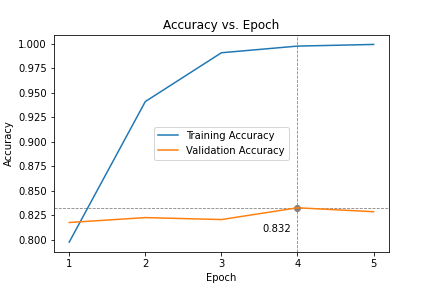 Accuracy vs. Epoch
1.000
0.975
0.950
0.925
0.900
0.875
0.850
0.825
0.800
Accuracy
Training Accuracy
Validation Accuracy
0.832
1 2 3 4 5
Epoch